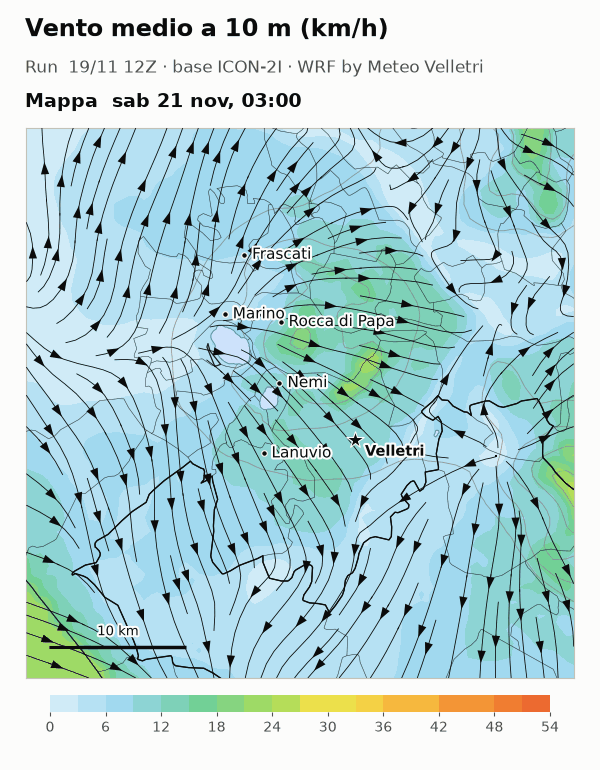 Vento medio a 10 m (km/h)
Run  19/11 12Z · base ICON-2I · WRF by Meteo Velletri
Mappa  sab 21 nov, 03:00
Frascati
Marino
Rocca di Papa
Nemi
Lanuvio
Velletri
10 km
0 6 12 18 24 30 36 42 48 54